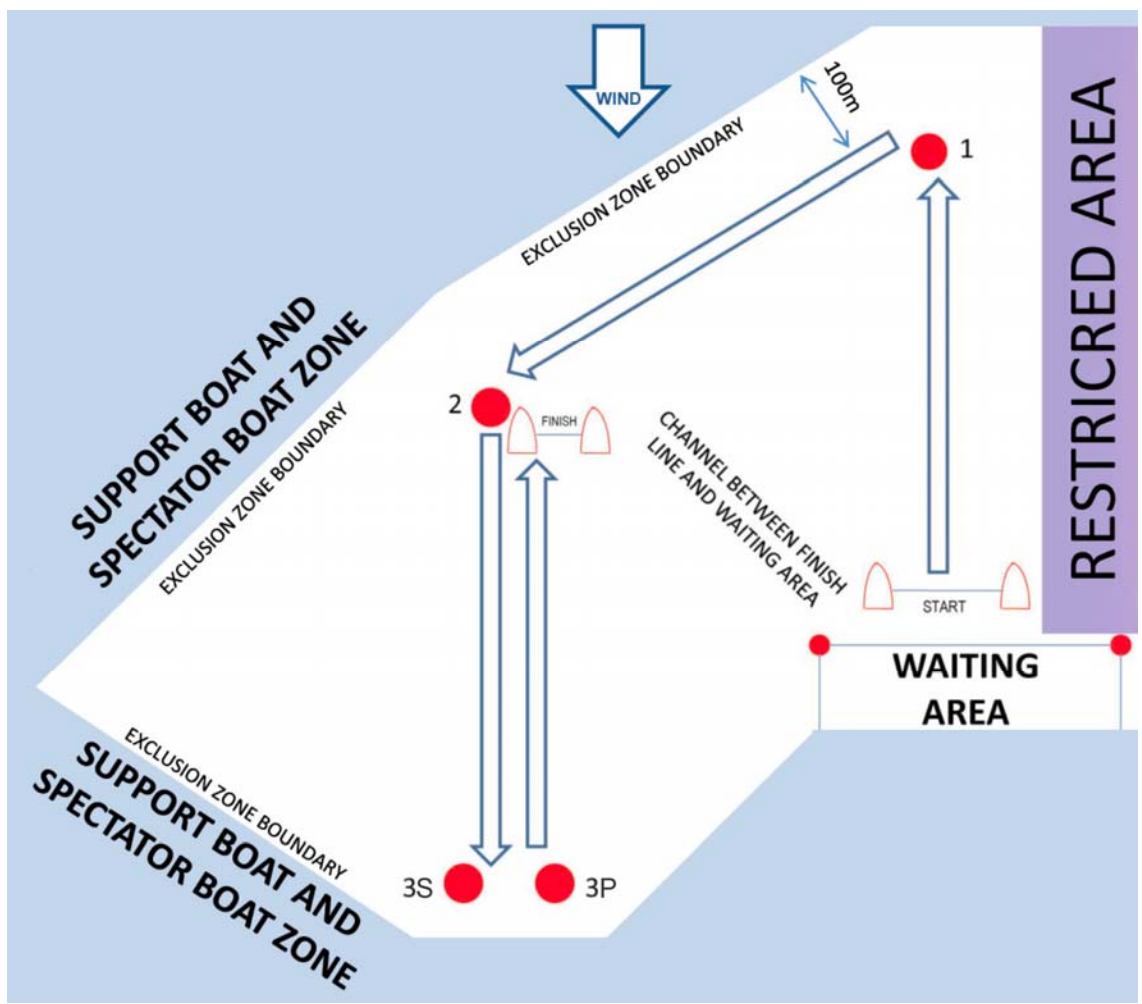 WIND
100m
1
EXCLUSION ZONE BOUNDARY
RESTRICRED AREA
SUPPORT BOAT AND
SPECTATOR BOAT ZONE
EXCLUSION ZONE BOUNDARY
2
FINISH
CHANNEL BETWEEN FINISH
LINE AND WAITING AREA
START
WAITING
AREA
EXCLUSION ZONE BOUNDARY
SUPPORT BOAT AND
SPECTATOR BOAT ZONE
3S
3P